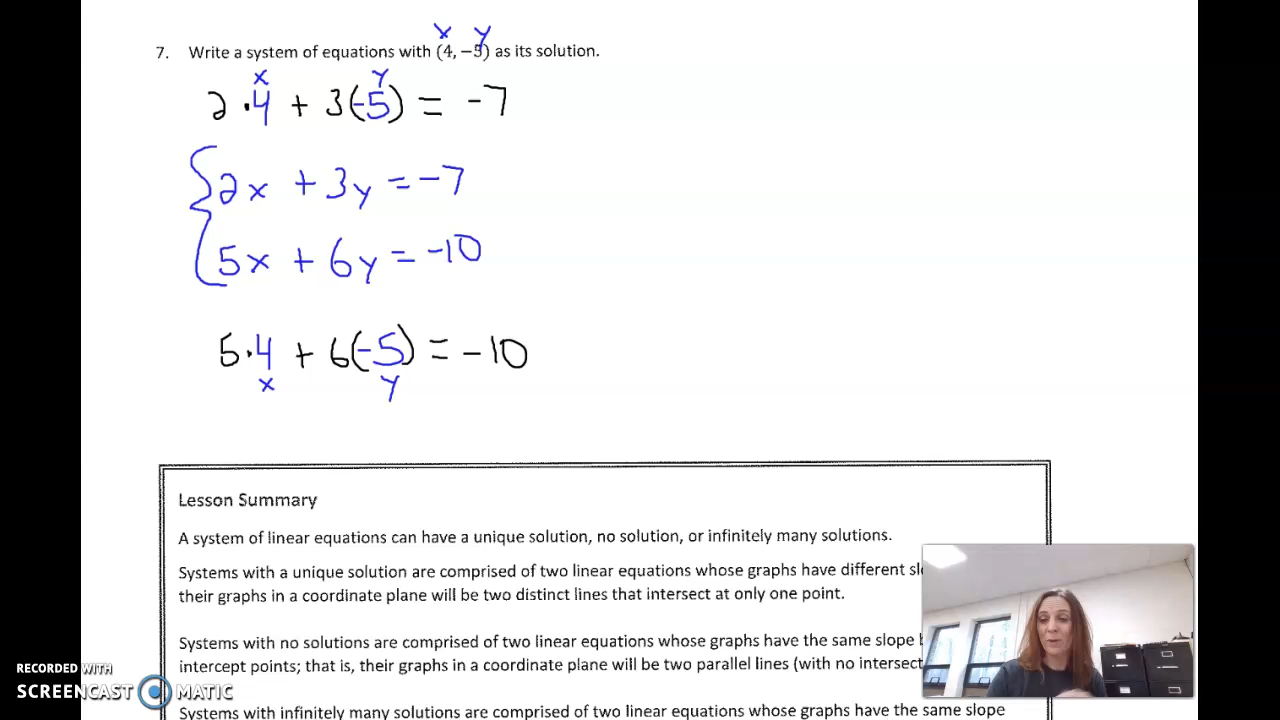 x y
7. Write a system of equations with (4, −5) as its solution.
x y
2 · 4 + 3(-5) = -7
2x + 3y = -7
5x + 6y = -10
5 · 4 + 6(-5) = -10
x y
Lesson Summary
A system of linear equations can have a unique solution, no solution, or infinitely many solutions.
Systems with a unique solution are comprised of two linear equations whose graphs have different
their graphs in a coordinate plane will be two distinct lines that intersect at only one point.
Systems with no solutions are comprised of two linear equations whose graphs have the same slope
intercept points; that is, their graphs in a coordinate plane will be two parallel lines (with no intersect
Systems with infinitely many solutions are comprised of two linear equations whose graphs have the same slope
RECORDED WITH
SCREENCAST MATIC